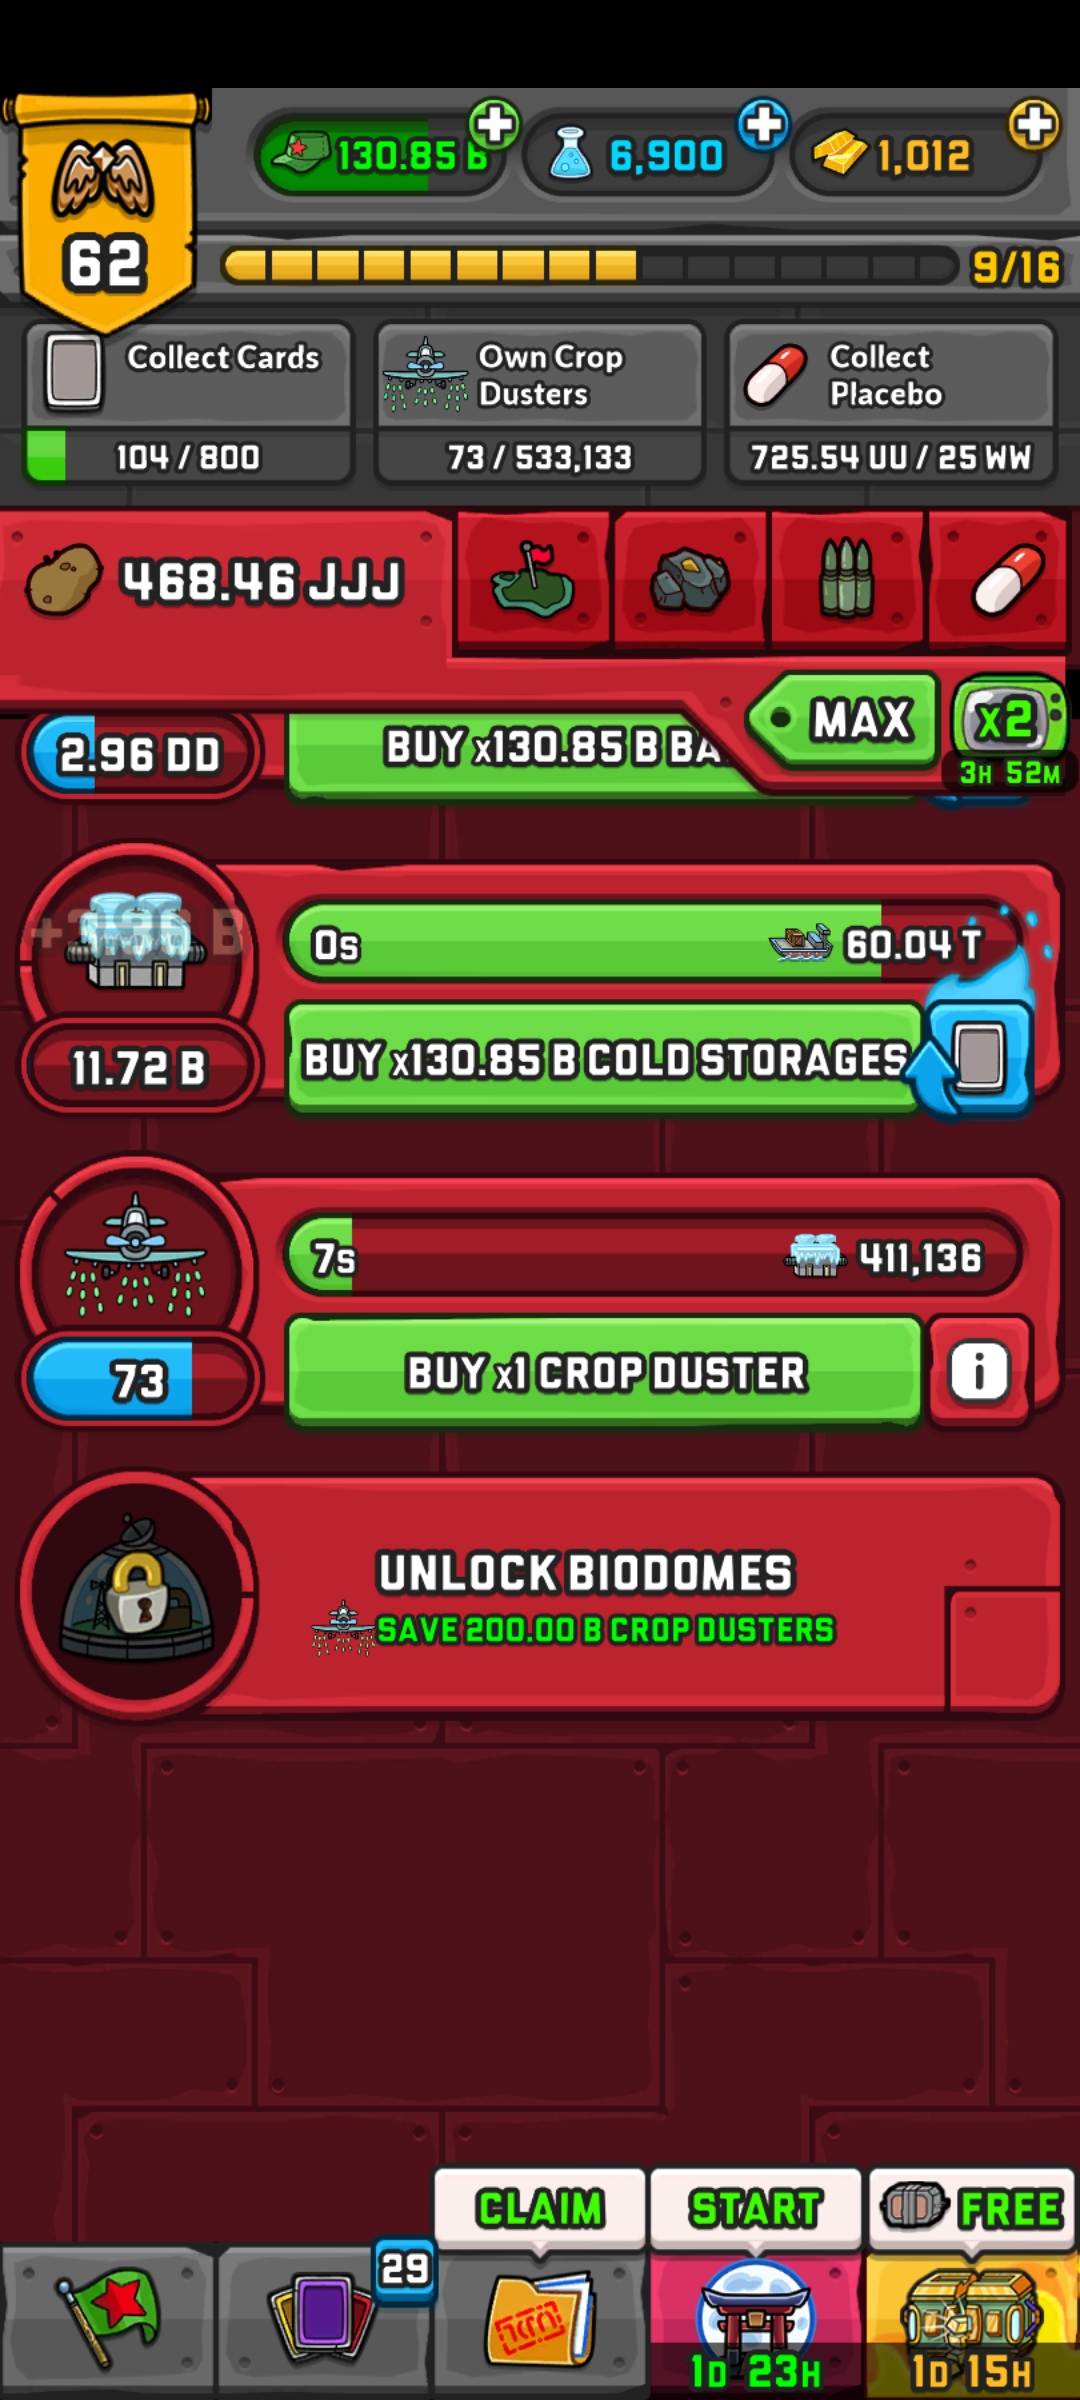 130.85 B
6,900
1,012
62
9/16
Collect Cards
104 / 800
Own Crop
Dusters
73 / 533,133
Collect
Placebo
725.54 UU / 25 WW
468.46 JJJ
MAX
x2
3H 52M
2.96 DD
BUY x130.85 B BA
0s
60.04 T
11.72 B
BUY x130.85 B COLD STORAGES
7s
411,136
73
BUY x1 CROP DUSTER
i
UNLOCK BIODOMES
SAVE 200.00 B CROP DUSTERS
CLAIM
START
FREE
29
1D 23H
1D 15H